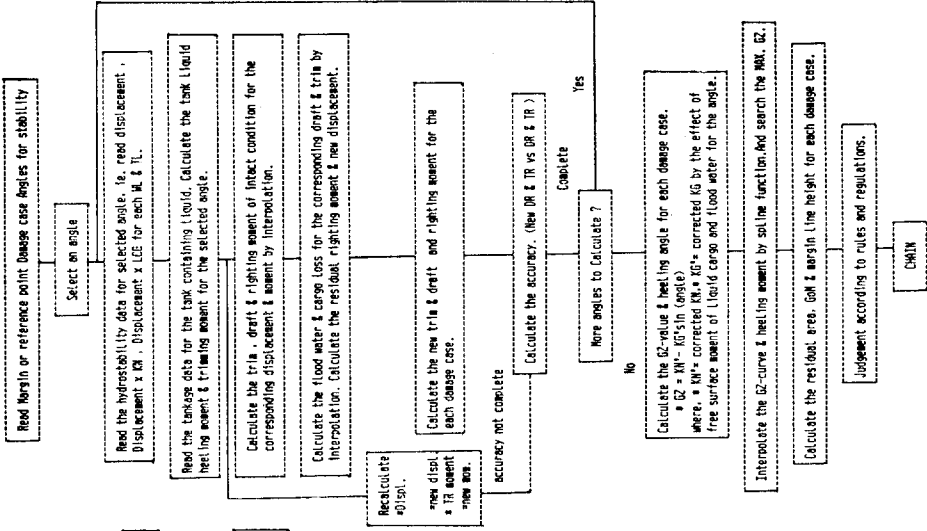 Read Margin or reference point Damage case Angles for stability
Select an angle
Read the hydrostability data for selected angle. ie. read displacement ,
Displacement x KN , Displacement x LCE for each WL & TL.
Read the tankage data for the tank containing liquid. Calculate the tank liquid
heeling moment & trimming moment for the selected angle.
Calculate the trim , draft & righting moment of intact condition for the
corresponding displacement & moment by interpolation.
Calculate the flood water & cargo loss for the corresponding draft & trim by
interpolation. Calculate the residual righting moment & new displacement.
Calculate the new trim & draft and righting moment for the
each damage case.
Recalculate
*Displ.
=new displ.
* TR moment
=new mom.
accuracy not complete
Calculate the accuracy. (New DR & TR vs DR & TR )
Complete
More angles to Calculate ?
Yes
No
Calculate the GZ-value & heeling angle for each damage case.
* GZ = KN'- KG'sin (angle)
where, * KN'= corrected KN,* KG'= corrected KG by the effect of
free surface moment of liquid cargo and flood water for the angle.
Interpolate the GZ-curve & heeling moment by spline function.And search the MAX. GZ.
Calculate the residual area, GoM & margin line height for each damage case.
Judgement according to rules and regulations.
CHAIN